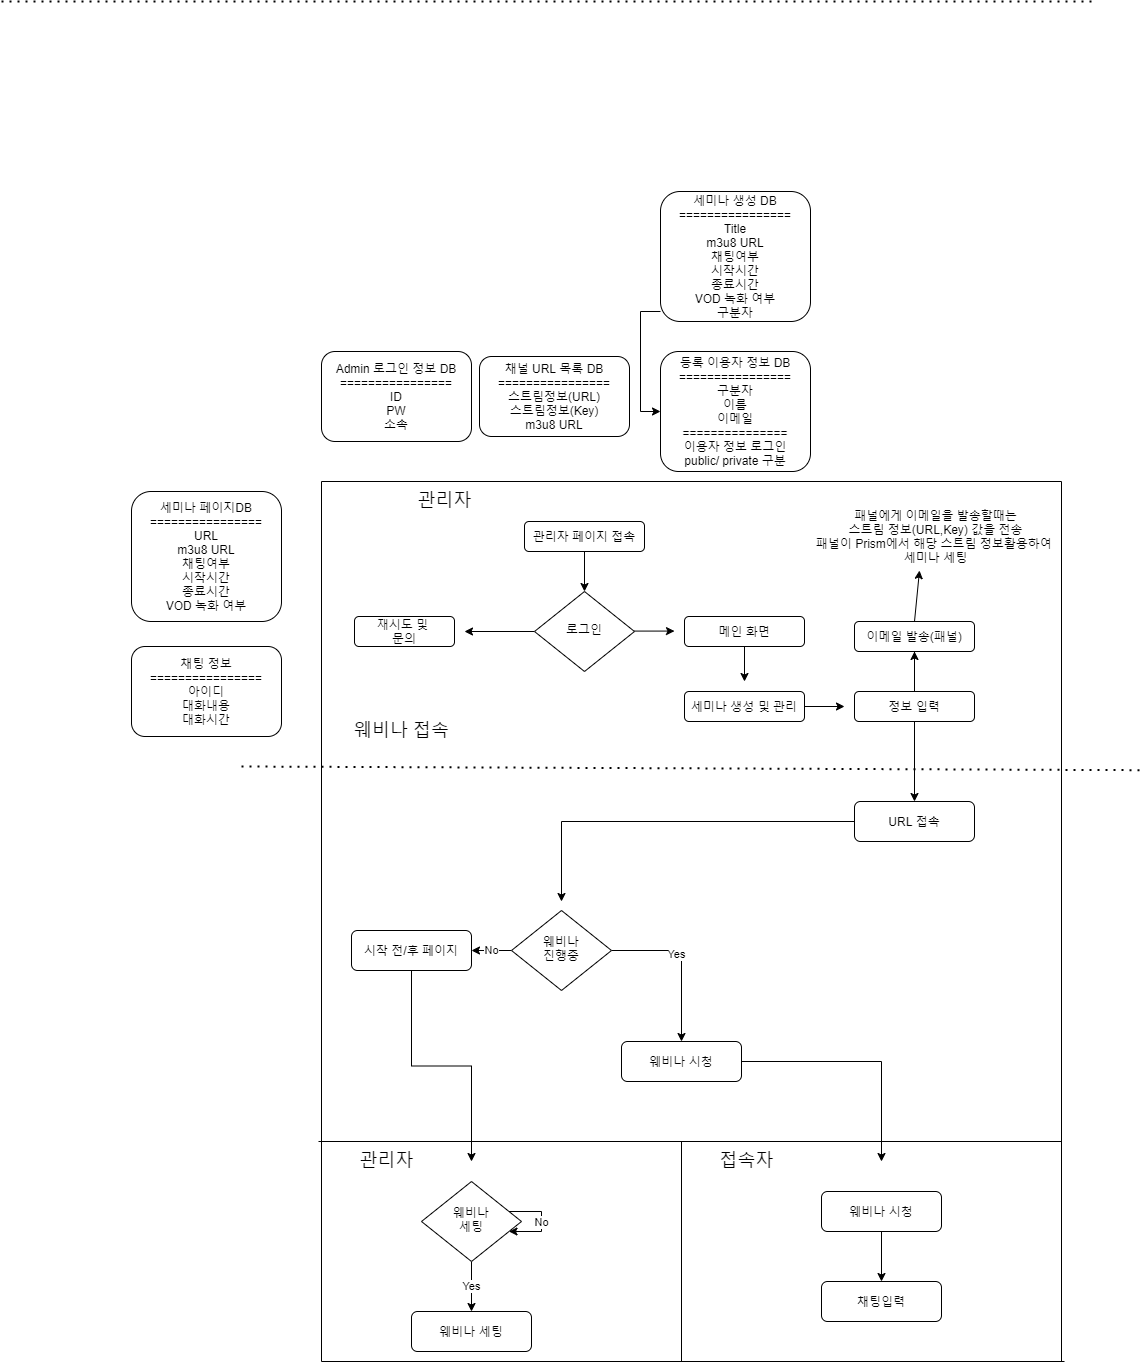 세미나 생성 DB
================
Title
m3u8 URL
채팅여부
시작시간
종료시간
VOD 녹화 여부
구분자
Admin 로그인 정보 DB
================
ID
PW
소속
채널 URL 목록 DB
================
스트림정보(URL)
스트림정보(Key)
m3u8 URL
등록 이용자 정보 DB
================
구분자
이름
이메일
===============
이용자 정보 로그인
public/ private 구분
세미나 페이지DB
================
URL
m3u8 URL
채팅여부
시작시간
종료시간
VOD 녹화 여부
채팅 정보
================
아이디
대화내용
대화시간
관리자
관리자 페이지 접속
패널에게 이메일을 발송할때는
스트림 정보(URL,Key) 값을 전송
패널이 Prism에서 해당 스트림 정보활용하여
세미나 세팅
재시도 및
문의
로그인
메인 화면
이메일 발송(패널)
세미나 생성 및 관리
정보 입력
웨비나 접속
URL 접속
시작 전/후 페이지
No
웨비나
진행중
Yes
웨비나 시청
관리자
웨비나
세팅
No
Yes
웨비나 세팅
접속자
웨비나 시청
채팅입력